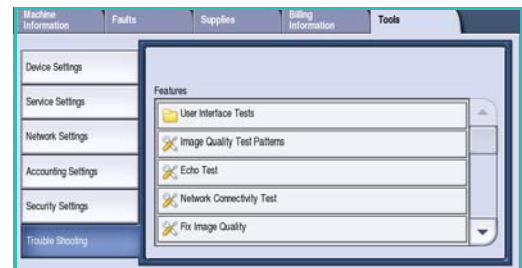 Machine Information
Faults
Supplies
Billing Information
Tools
Device Settings
Service Settings
Network Settings
Accounting Settings
Security Settings
Trouble Shooting
Features
User Interface Tests
Image Quality Test Patterns
Echo Test
Network Connectivity Test
Fix Image Quality